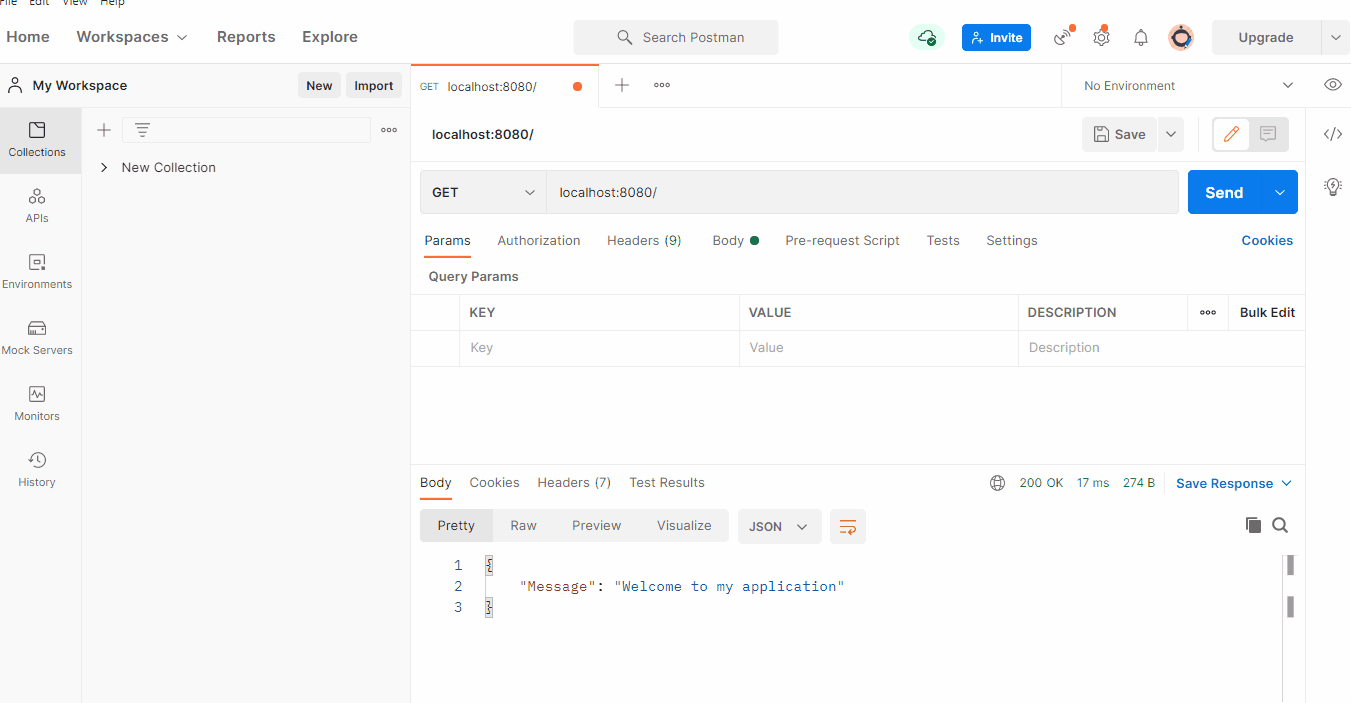 File Edit View Help
Home Workspaces Reports Explore Search Postman Invite Upgrade
My Workspace New Import GET localhost:8080/ No Environment
Collections
New Collection
APIs
Environments
Mock Servers
Monitors
History
localhost:8080/ Save
GET localhost:8080/ Send
Params Authorization Headers (9) Body Pre-request Script Tests Settings Cookies
Query Params
KEY VALUE DESCRIPTION Bulk Edit
Key Value Description
Body Cookies Headers (7) Test Results 200 OK 17 ms 274 B Save Response
Pretty Raw Preview Visualize JSON
1 {
2 "Message": "Welcome to my application"
3 }